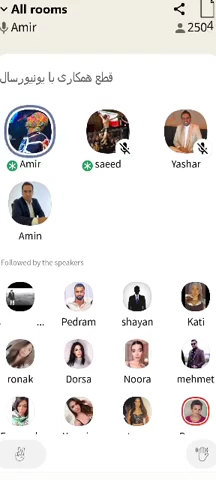 All rooms
Amir 2504
قطع همکاری با یونیورسال
Amir saeed Yashar
Amin
Followed by the speakers
... Pedram shayan Kati
ronak Dorsa Noora mehmet